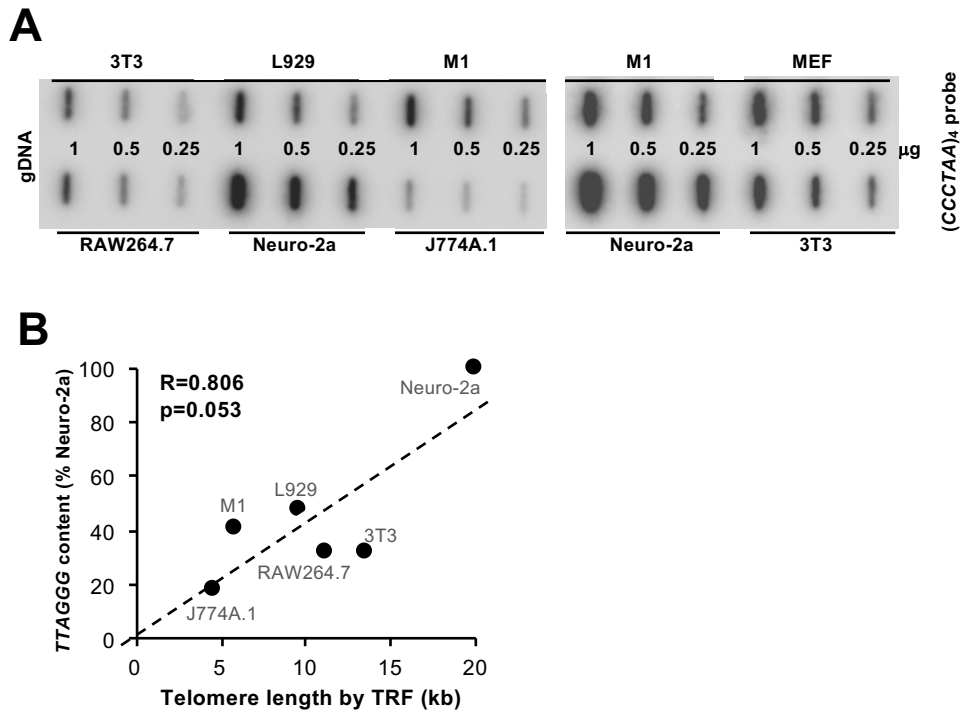 A
3T3 L929 M1 M1 MEF
gDNA
1 0.5 0.25 1 0.5 0.25 1 0.5 0.25 1 0.5 0.25 1 0.5 0.25 μg
(CCCTAA)4 probe
RAW264.7 Neuro-2a J774A.1 Neuro-2a 3T3
B
TTAGGG content (% Neuro-2a)
100
80
60
40
20
0
R=0.806
p=0.053
Neuro-2a
L929
M1
3T3
RAW264.7
J774A.1
0 5 10 15 20
Telomere length by TRF (kb)